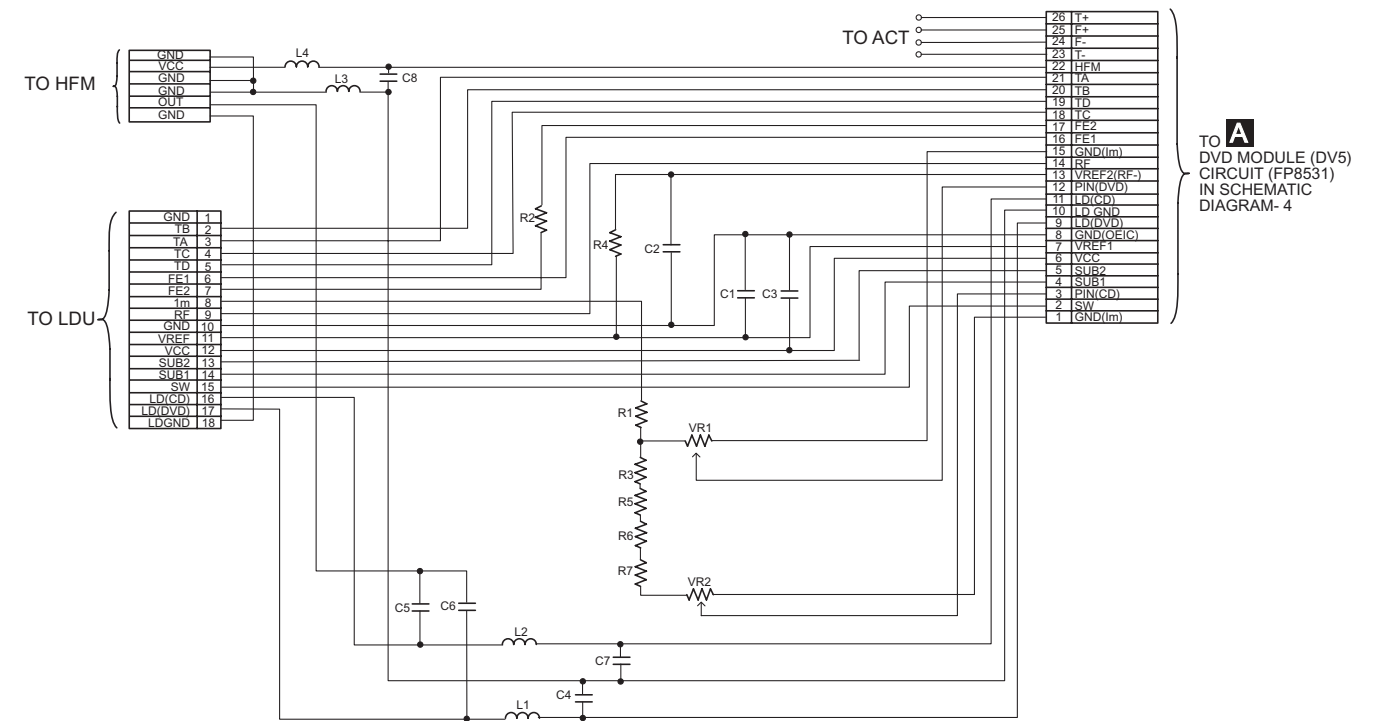 TO HFM
GND
VCC
GND
GND
OUT
GND
L4
L3
C8
TO ACT
26 T+
25 F+
24 F-
23 T-
22 HFM
21 TA
20 TB
19 TD
18 TC
17 FE2
16 FE1
15 GND(Im)
14 RF
13 VREF2(RF-)
12 PIN(DVD)
11 LD(CD)
10 LD GND
9 LD(DVD)
8 GND(OEIC)
7 VREF1
6 VCC
5 SUB2
4 SUB1
3 PIN(CD)
2 SW
1 GND(Im)
TO A
DVD MODULE (DV5)
CIRCUIT (FP8531)
IN SCHEMATIC
DIAGRAM- 4
TO LDU
GND 1
TB 2
TA 3
TC 4
TD 5
FE1 6
FE2 7
1m 8
RF 9
GND 10
VREF 11
VCC 12
SUB2 13
SUB1 14
SW 15
LD(CD) 16
LD(DVD) 17
LDGND 18
R2
R4
C2
C1
C3
R1
VR1
R3
R5
R6
R7
VR2
C5
C6
L2
C7
C4
L1